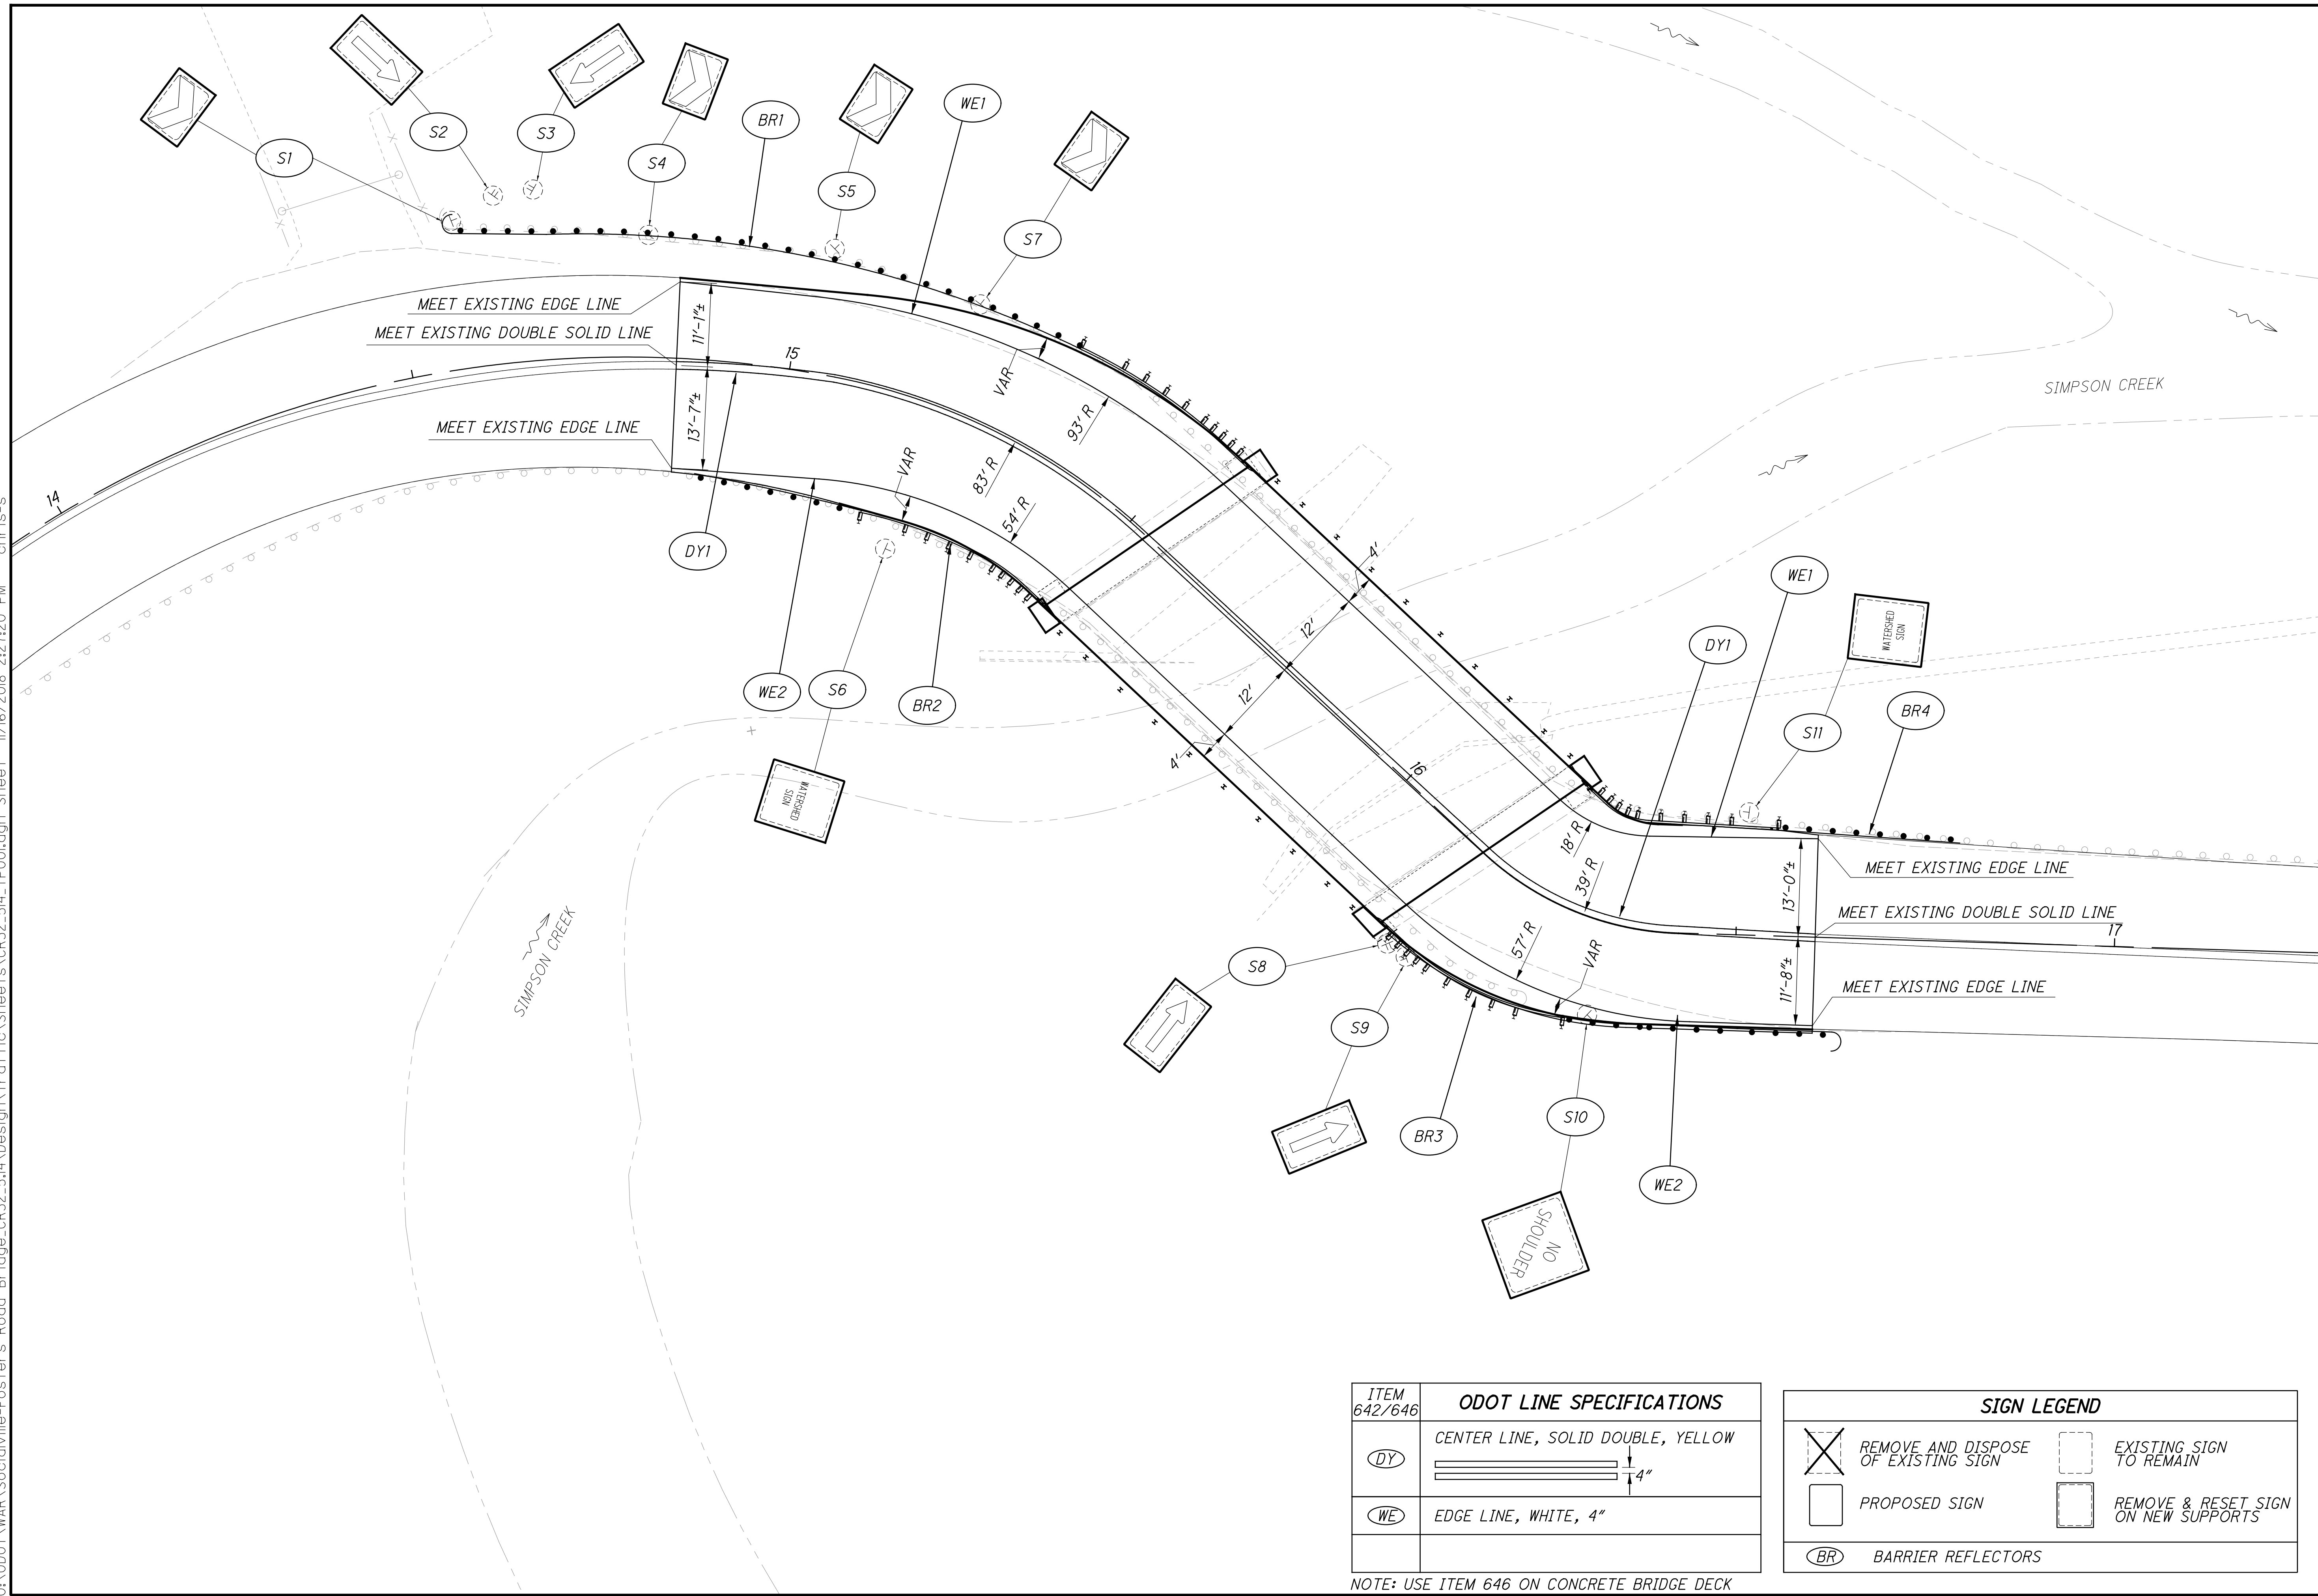 S1
S2
S3
S4
BR1
S5
WE1
S7
MEET EXISTING EDGE LINE
MEET EXISTING DOUBLE SOLID LINE
11'-1"±
15
VAR
93' R
SIMPSON CREEK
MEET EXISTING EDGE LINE
13'-7"±
VAR
83' R
54' R
14
DY1
4'
12'
12'
4'
WE2
S6
BR2
WATERSHED
SIGN
16
WE1
DY1
WATERSHED
SIGN
S11
BR4
18' R
39' R
57' R
VAR
13'-0"±
11'-8"±
MEET EXISTING EDGE LINE
MEET EXISTING DOUBLE SOLID LINE
17
MEET EXISTING EDGE LINE
SIMPSON CREEK
S8
S9
BR3
S10
WE2
NO
SHOULDER
ITEM
642/646
ODOT LINE SPECIFICATIONS
DY
CENTER LINE, SOLID DOUBLE, YELLOW
4"
WE
EDGE LINE, WHITE, 4"
NOTE: USE ITEM 646 ON CONCRETE BRIDGE DECK
SIGN LEGEND
REMOVE AND DISPOSE
OF EXISTING SIGN
EXISTING SIGN
TO REMAIN
PROPOSED SIGN
REMOVE & RESET SIGN
ON NEW SUPPORTS
BR
BARRIER REFLECTORS